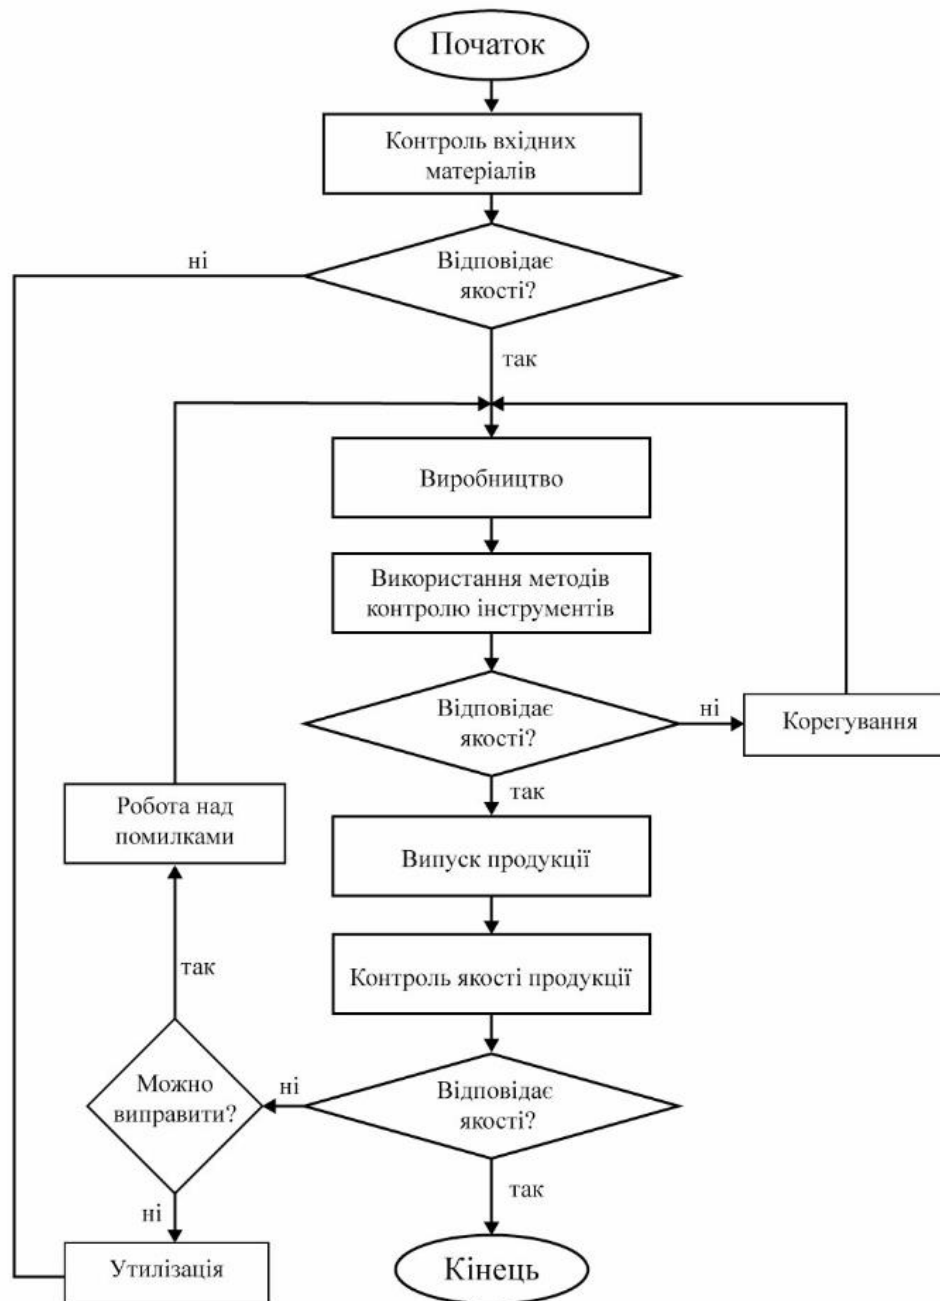 Початок
Контроль вхідних
матеріалів
ні
Відповідає
якості?
так
Виробництво
Використання методів
контролю інструментів
Відповідає
якості?
ні
Корегування
так
Робота над
помилками
Випуск продукції
так
Контроль якості продукції
Можно
виправити?
ні
Відповідає
якості?
так
ні
Утилізація
Кінець